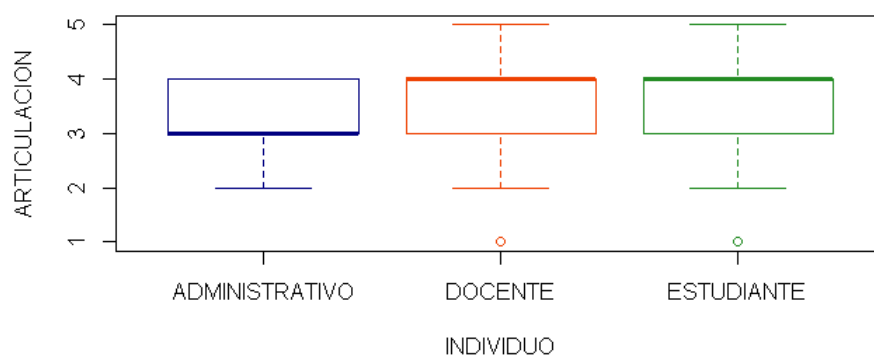 ARTICULACION
5
4
3
2
1
ADMINISTRATIVO DOCENTE ESTUDIANTE
INDIVIDUO